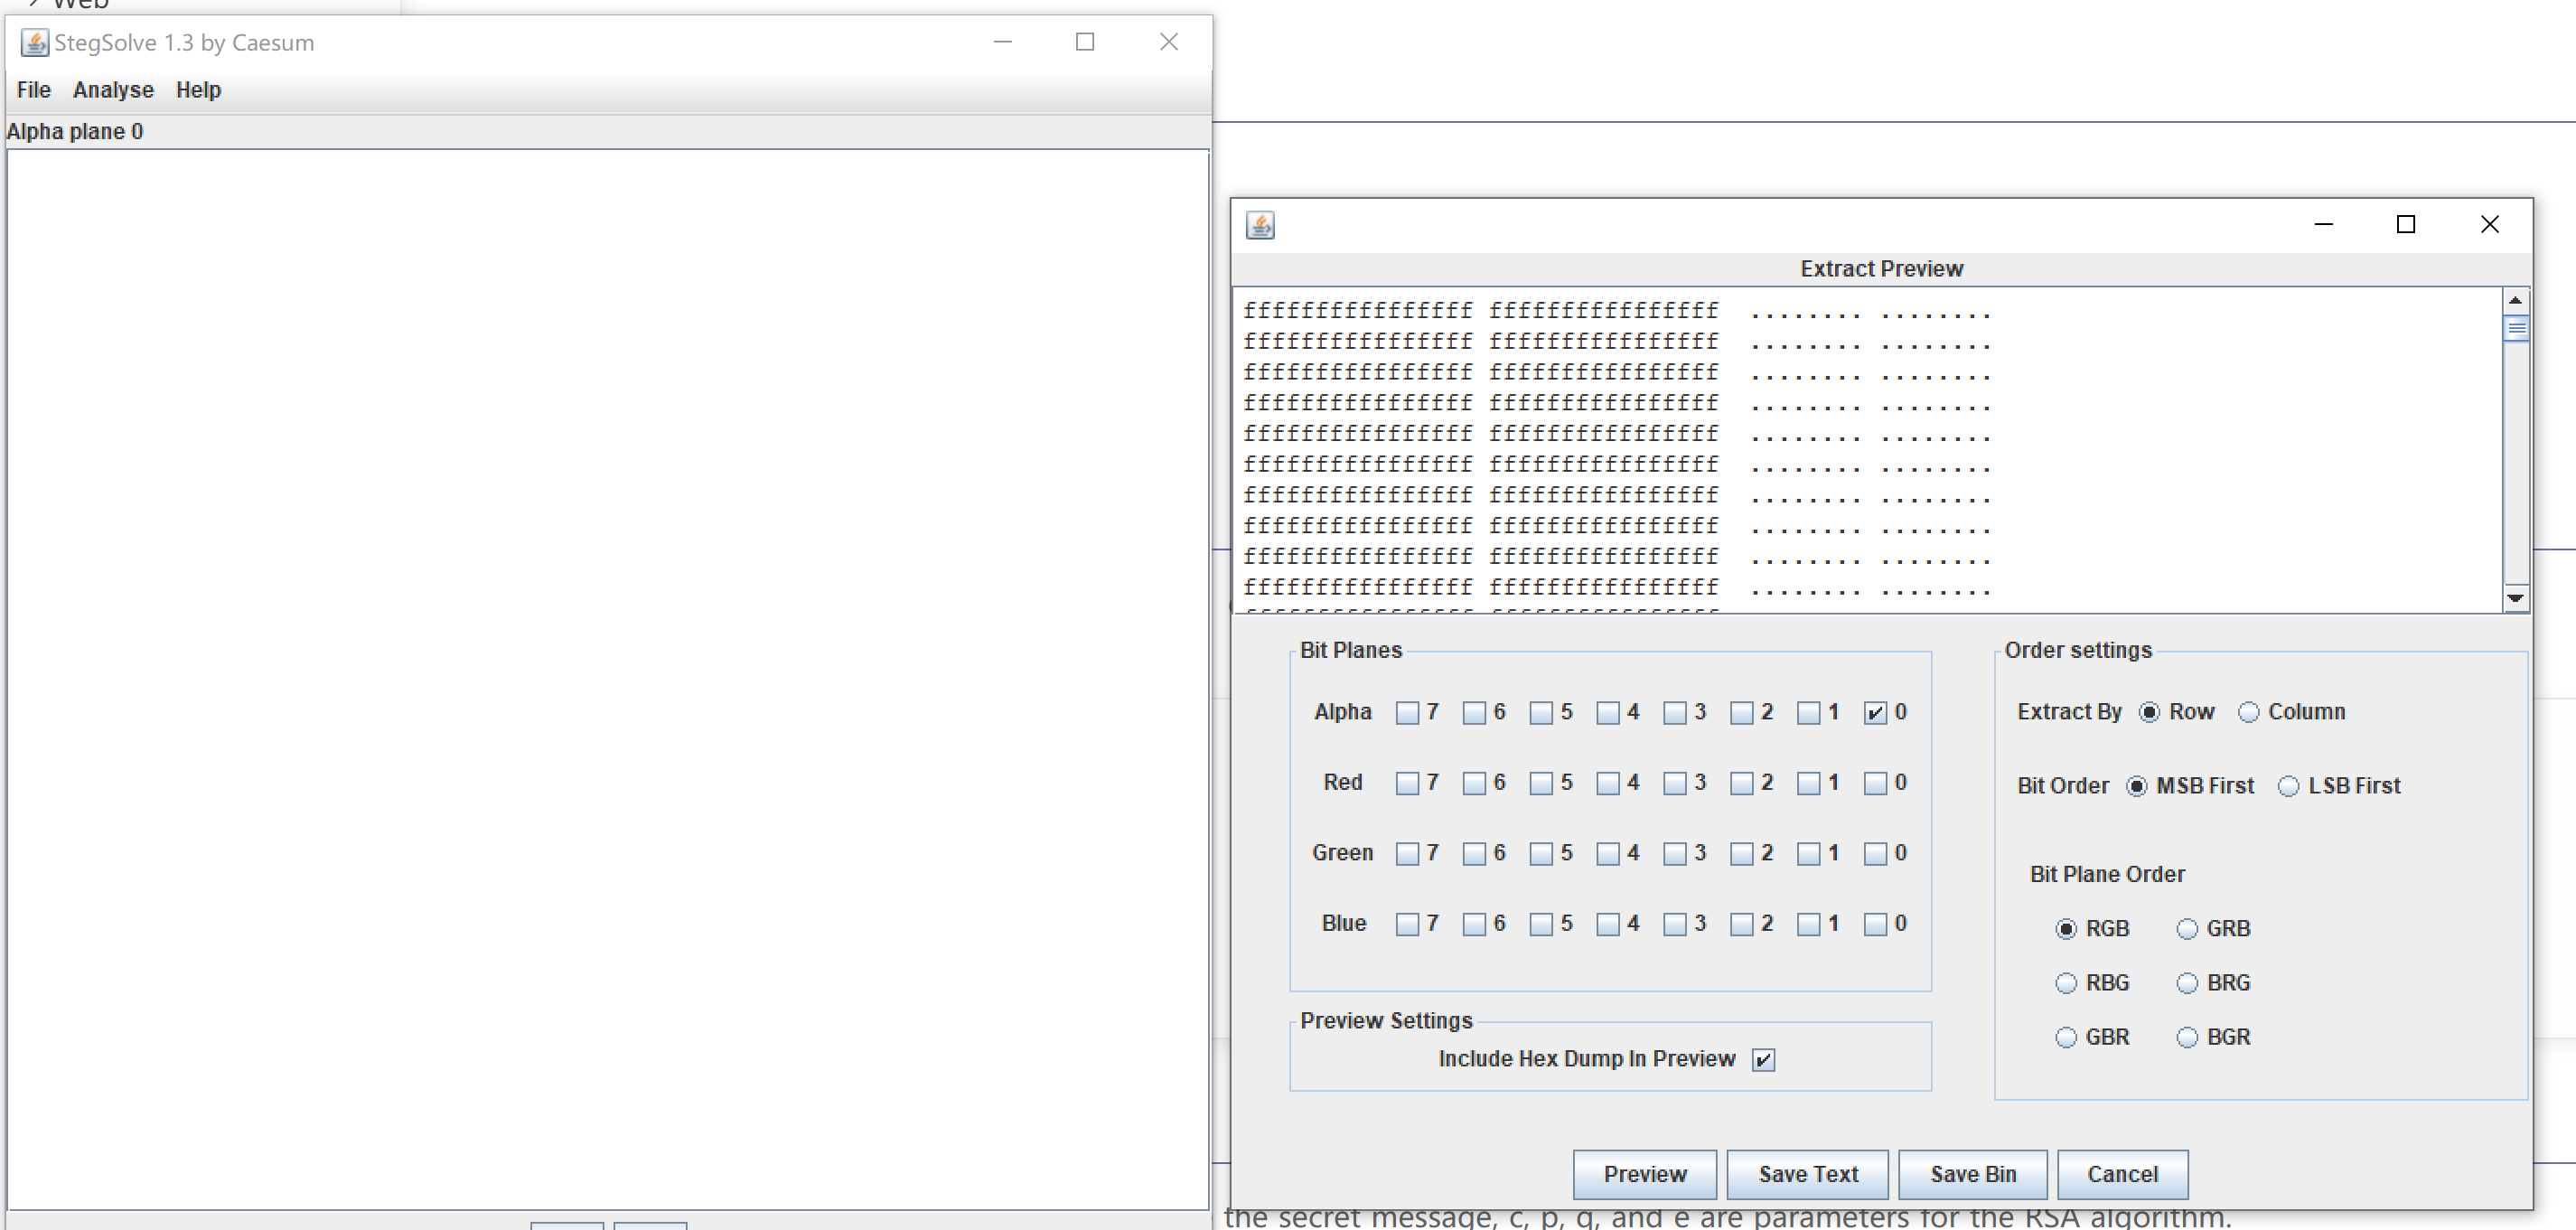 Web
StegSolve 1.3 by Caesum
File Analyse Help
Alpha plane 0
Extract Preview
ffffffffffffffff ffffffffffffffff ........ ........
ffffffffffffffff ffffffffffffffff ........ ........
ffffffffffffffff ffffffffffffffff ........ ........
ffffffffffffffff ffffffffffffffff ........ ........
ffffffffffffffff ffffffffffffffff ........ ........
ffffffffffffffff ffffffffffffffff ........ ........
ffffffffffffffff ffffffffffffffff ........ ........
ffffffffffffffff ffffffffffffffff ........ ........
ffffffffffffffff ffffffffffffffff ........ ........
ffffffffffffffff ffffffffffffffff ........ ........
Bit Planes
Alpha 7 6 5 4 3 2 1 0
Red 7 6 5 4 3 2 1 0
Green 7 6 5 4 3 2 1 0
Blue 7 6 5 4 3 2 1 0
Preview Settings
Include Hex Dump In Preview
Order settings
Extract By Row Column
Bit Order MSB First LSB First
Bit Plane Order
RGB GRB
RBG BRG
GBR BGR
Preview Save Text Save Bin Cancel
the secret message, c, p, q, and e are parameters for the RSA algorithm.